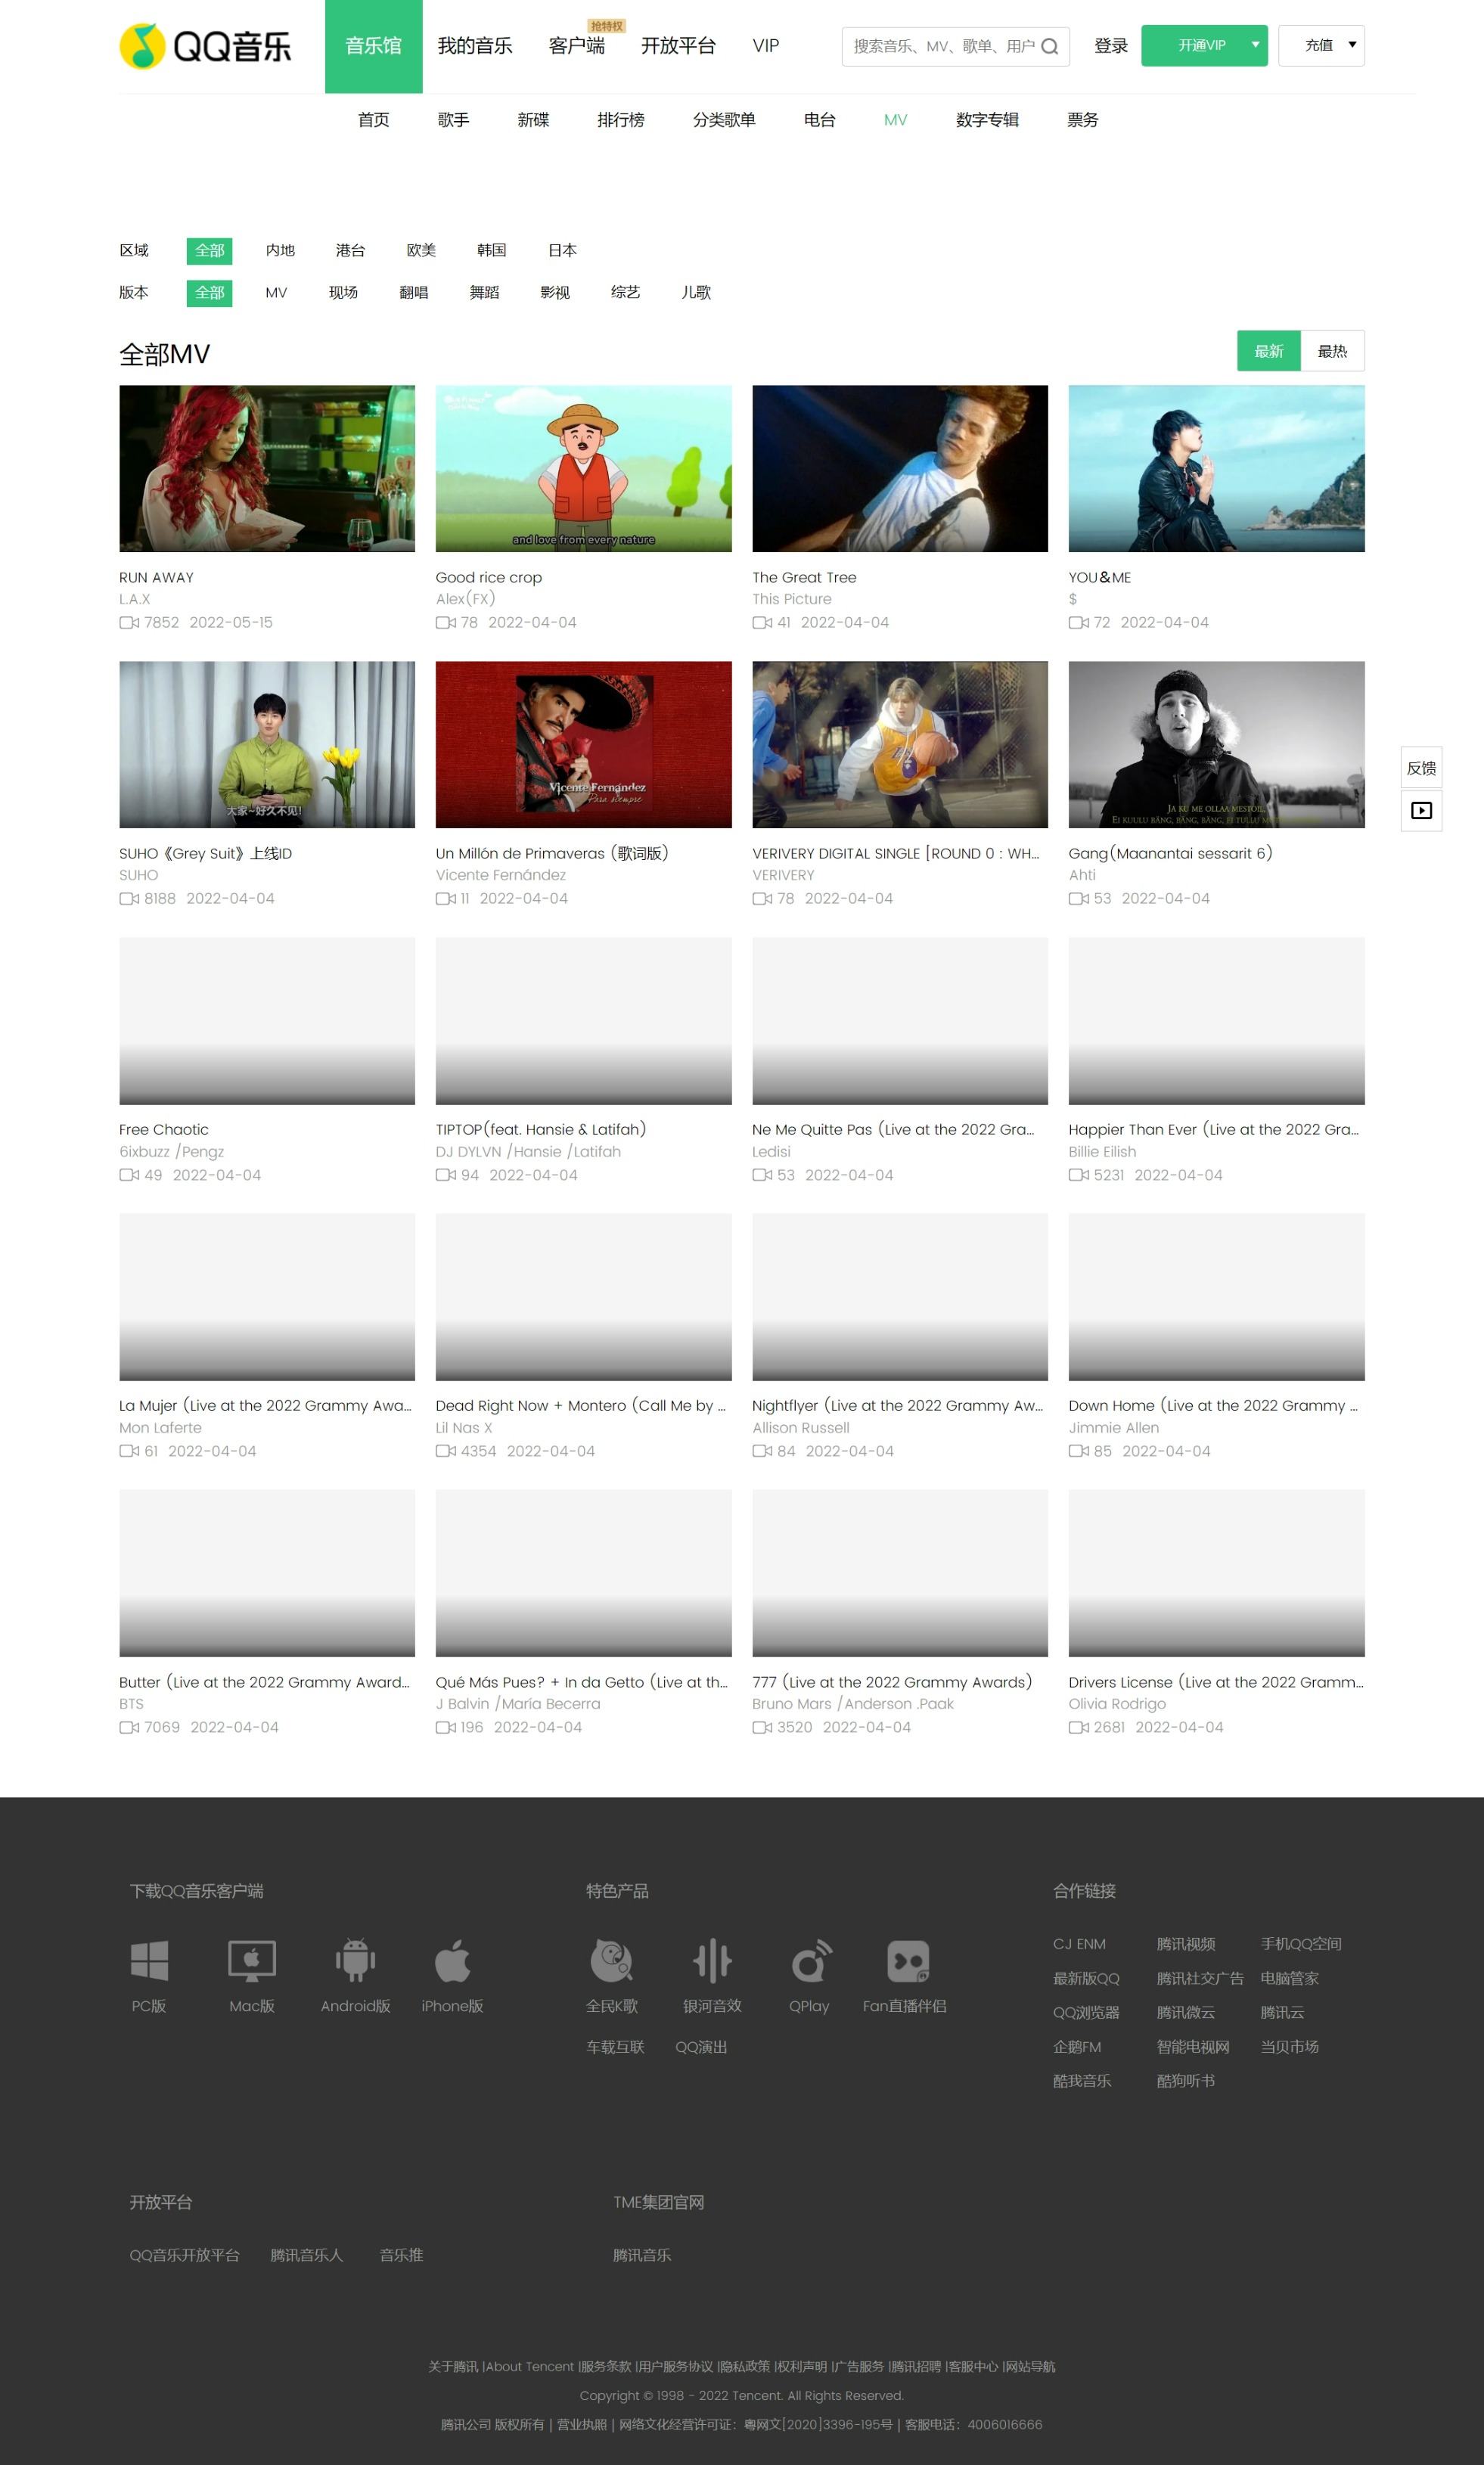 QQ音乐
音乐馆 我的音乐 客户端 抢特权 开放平台 VIP 搜索音乐、MV、歌单、用户 登录 开通VIP 充值
首页 歌手 新碟 排行榜 分类歌单 电台 MV 数字专辑 票务
区域 全部 内地 港台 欧美 韩国 日本
版本 全部 MV 现场 翻唱 舞蹈 影视 综艺 儿歌
全部MV 最新 最热
and love from every nature
RUN AWAY Good rice crop The Great Tree YOU&ME
L.A.X Alex(FX) This Picture $
7852 2022-05-15 78 2022-04-04 41 2022-04-04 72 2022-04-04
大家~好久不见!
Vicente Fernández
Para siempre
JA KU ME OLLAA MESTOIL,
SUHO《Grey Suit》上线ID Un Millón de Primaveras (歌词版) VERIVERY DIGITAL SINGLE [ROUND 0 : WH... Gang(Maanantai sessarit 6)
SUHO Vicente Fernández VERIVERY Ahti
8188 2022-04-04 11 2022-04-04 78 2022-04-04 53 2022-04-04
反馈
Free Chaotic TIPTOP(feat. Hansie & Latifah) Ne Me Quitte Pas (Live at the 2022 Gra... Happier Than Ever (Live at the 2022 Gra...
6ixbuzz /Pengz DJ DYLVN /Hansie /Latifah Ledisi Billie Eilish
49 2022-04-04 94 2022-04-04 53 2022-04-04 5231 2022-04-04
La Mujer (Live at the 2022 Grammy Awa... Dead Right Now + Montero (Call Me by ... Nightflyer (Live at the 2022 Grammy Aw... Down Home (Live at the 2022 Grammy ...
Mon Laferte Lil Nas X Allison Russell Jimmie Allen
61 2022-04-04 4354 2022-04-04 84 2022-04-04 85 2022-04-04
Butter (Live at the 2022 Grammy Award... Qué Más Pues? + In da Getto (Live at th... 777 (Live at the 2022 Grammy Awards) Drivers License (Live at the 2022 Gramm...
BTS J Balvin /María Becerra Bruno Mars /Anderson .Paak Olivia Rodrigo
7069 2022-04-04 196 2022-04-04 3520 2022-04-04 2681 2022-04-04
下载QQ音乐客户端
PC版 Mac版 Android版 iPhone版
特色产品
全民K歌 银河音效 QPlay Fan直播伴侣
车载互联 QQ演出
合作链接
CJ ENM 腾讯视频 手机QQ空间
最新版QQ 腾讯社交广告 电脑管家
QQ浏览器 腾讯微云 腾讯云
企鹅FM 智能电视网 当贝市场
酷我音乐 酷狗听书
开放平台
QQ音乐开放平台 腾讯音乐人 音乐推
TME集团官网
腾讯音乐
关于腾讯 |About Tencent |服务条款 |用户服务协议 |隐私政策 |权利声明 |广告服务 |腾讯招聘 |客服中心 |网站导航
Copyright © 1998 - 2022 Tencent. All Rights Reserved.
腾讯公司 版权所有 | 营业执照 | 网络文化经营许可证：粤网文[2020]3396-195号 | 客服电话：4006016666